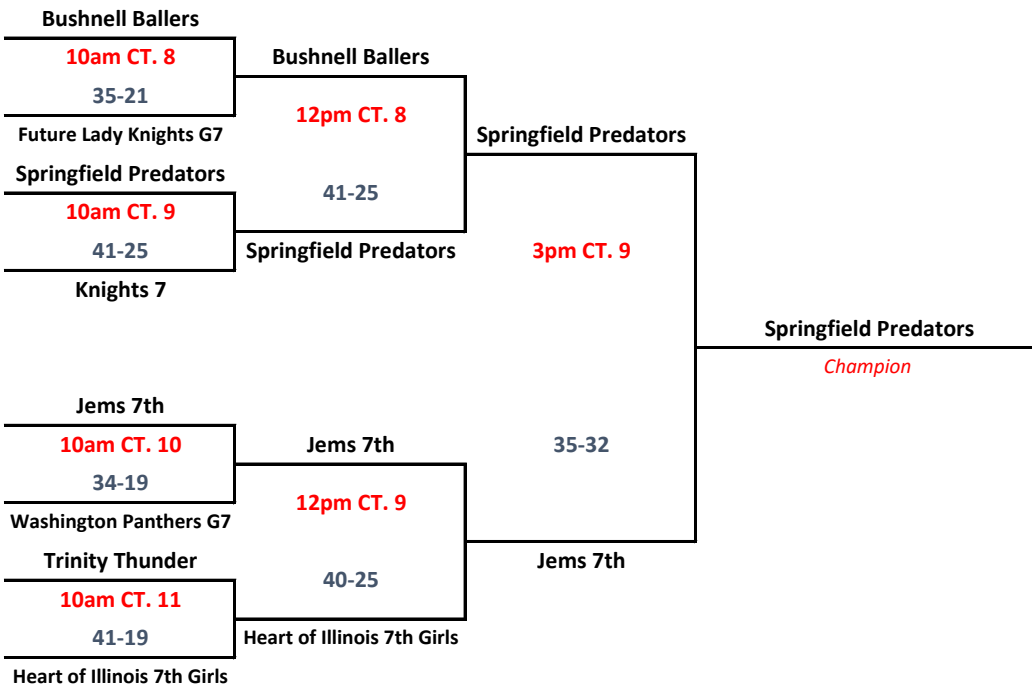 Bushnell Ballers
10am CT. 8
35-21
Future Lady Knights G7
Springfield Predators
10am CT. 9
41-25
Knights 7
Jems 7th
10am CT. 10
34-19
Washington Panthers G7
Trinity Thunder
10am CT. 11
41-19
Heart of Illinois 7th Girls
Bushnell Ballers
12pm CT. 8
41-25
Springfield Predators
Jems 7th
12pm CT. 9
40-25
Heart of Illinois 7th Girls
Springfield Predators
3pm CT. 9
35-32
Jems 7th
Springfield Predators
Champion